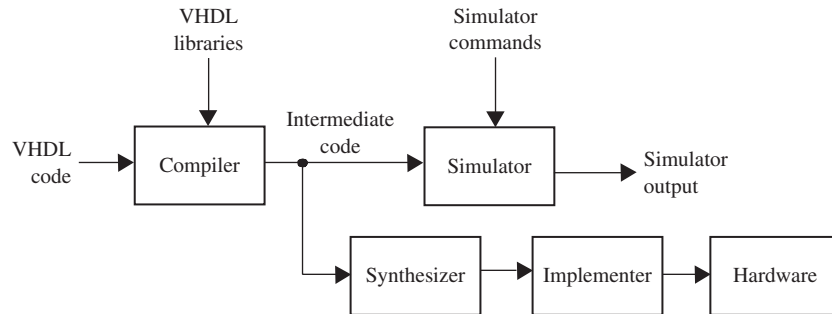 VHDL
libraries
Simulator
commands
Intermediate
code
VHDL
code
Compiler
Simulator
Simulator
output
Synthesizer
Implementer
Hardware